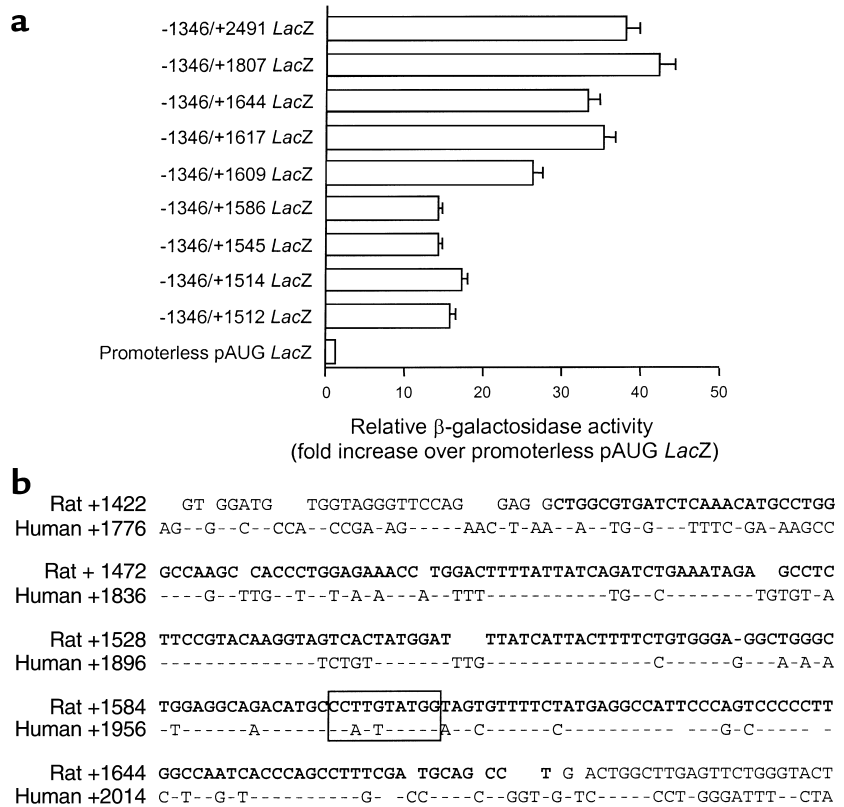 a
-1346/+2491 LacZ
-1346/+1807 LacZ
-1346/+1644 LacZ
-1346/+1617 LacZ
-1346/+1609 LacZ
-1346/+1586 LacZ
-1346/+1545 LacZ
-1346/+1514 LacZ
-1346/+1512 LacZ
Promoterless pAUG LacZ
0 10 20 30 40 50
Relative β-galactosidase activity
(fold increase over promoterless pAUG LacZ)
b
Rat +1422 GT GGATG TGGTAGGGTTCCAG GAG GCTGGCGTGATCTCAAACATGCCTGG
Human +1776 AG--G--C--CCA--CCGA-AG-----AAC-T-AA--A--TG-G---TTTC-GA-AAGCC
Rat + 1472 GCCAAGC CACCCTGGAGAAACC TGGACTTTTATTATCAGATCTGAAATAGA GCCTC
Human +1836 ----G--TTG--T--T-A-A---A--TTT-----------TG--C--------TGTGT-A
Rat +1528 TTCCGTACAAGGTAGTCACTATGGAT TTATCATTACTTTTCTGTGGGA-GGCTGGGC
Human +1896 --------------TCTGT-------TTG---------------C------G---A-A-A
Rat +1584 TGGAGGCAGACATGCCCTTGTATGGTAGTGTTTTCTATGAGGCCATTCCCAGTCCCCCTT
Human +1956 -T------A--------A-T-----A--C------C--------------G-C---- -
Rat +1644 GGCCAATCACCCAGCCTTTCGA TGCAG CC T G ACTGGCTTGAGTTCTGGGTACT
Human +2014 C-T--G-T----------G- --CC----C--GGT-G-TC-----CCT-GGGATTT--CTA